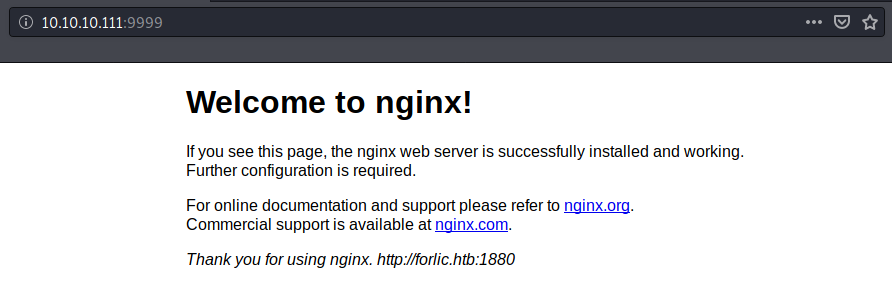 10.10.10.111:9999
Welcome to nginx!
If you see this page, the nginx web server is successfully installed and working.
Further configuration is required.
For online documentation and support please refer to nginx.org.
Commercial support is available at nginx.com.
Thank you for using nginx. http://forlic.htb:1880